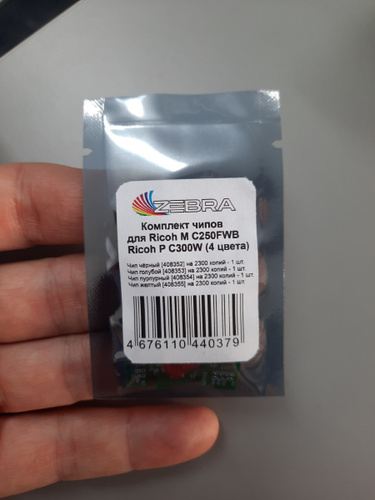 ZEBRA
Комплект чипов
для Ricoh M C250FWB
Ricoh P C300W (4 цвета)
Чип чёрный [408352] на 2300 копий - 1 шт.
Чип голубой [408353] на 2300 копий - 1 шт.
Чип пурпурный [408354] на 2300 копий - 1 шт.
Чип желтый [408355] на 2300 копий - 1 шт.
4 676110 440379